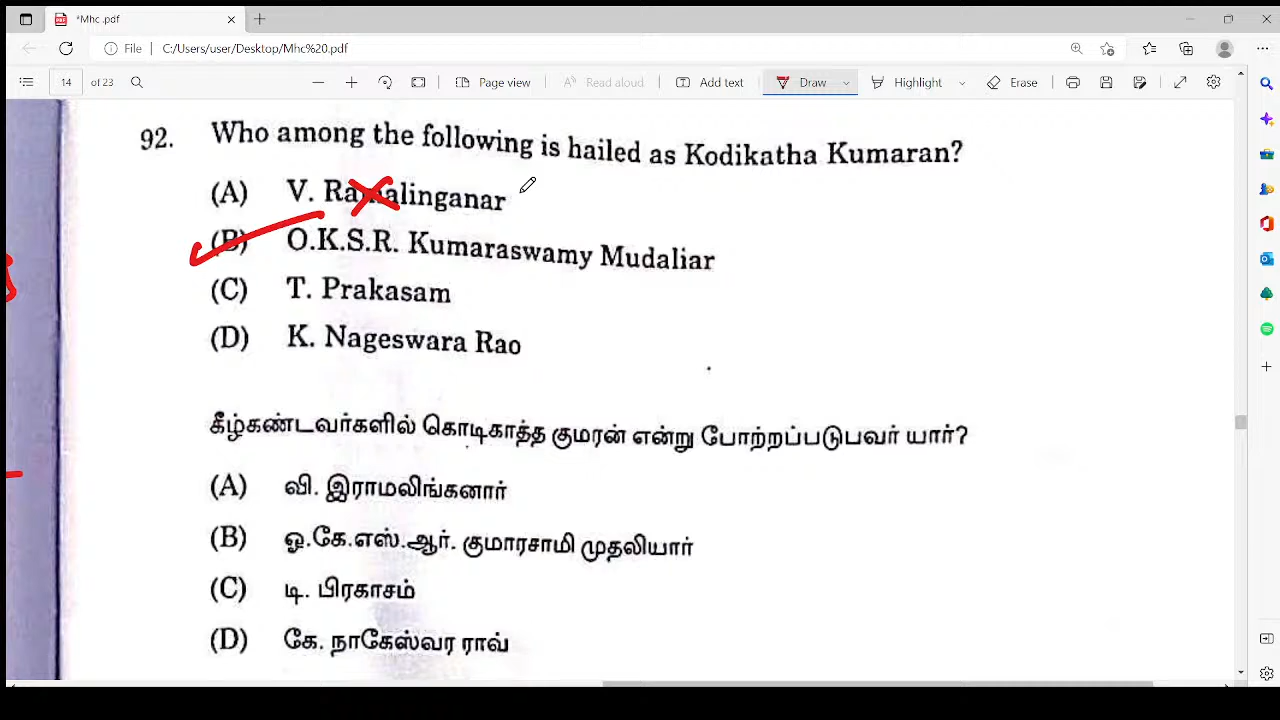 *Mhc .pdf
File
C:/Users/user/Desktop/Mhc%20.pdf
14 of 23
Page view
Read aloud
Add text
Draw
Highlight
Erase
92. Who among the following is hailed as Kodikatha Kumaran?
(A) V. Ramalinganar
(B) O.K.S.R. Kumaraswamy Mudaliar
(C) T. Prakasam
(D) K. Nageswara Rao
கீழ்கண்டவர்களில் கொடிகாத்த குமரன் என்று போற்றப்படுபவர் யார்?
(A) வி. இராமலிங்கனார்
(B) ஓ.கே.எஸ்.ஆர். குமாரசாமி முதலியார்
(C) டி. பிரகாசம்
(D) கே. நாகேஸ்வர ராவ்